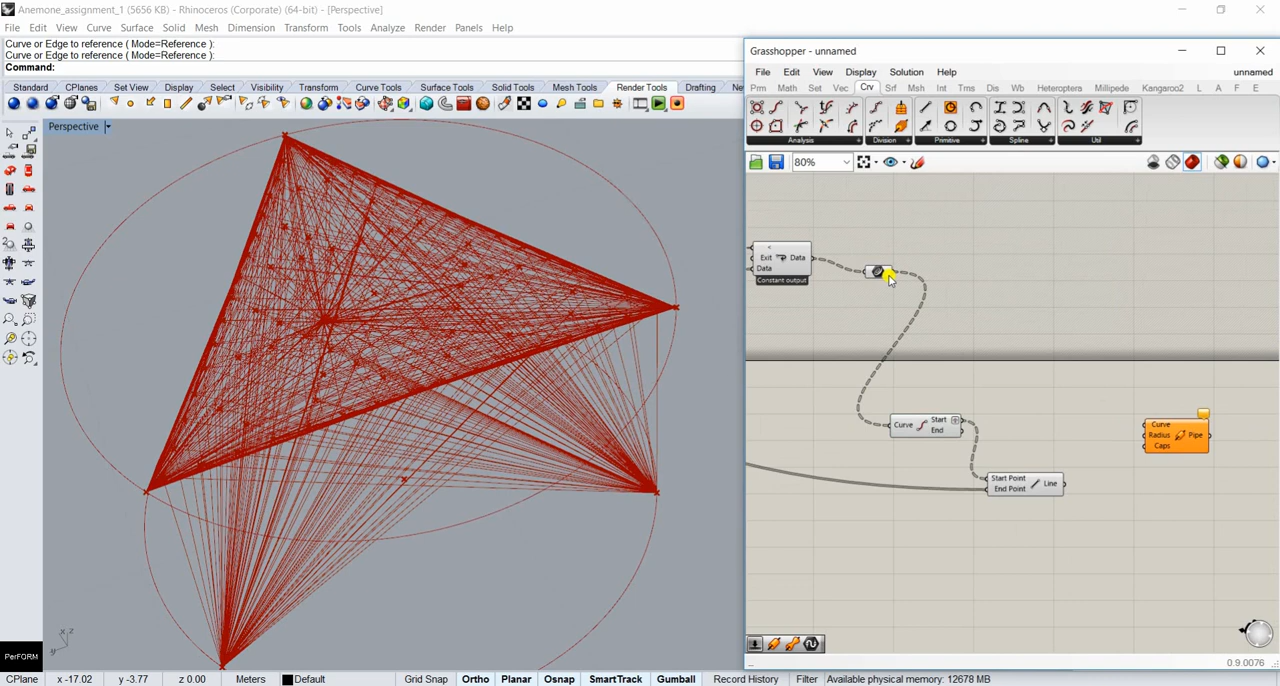 Anemone_assignment_1 (5656 KB) - Rhinoceros (Corporate) (64-bit) - [Perspective]
File Edit View Curve Surface Solid Mesh Dimension Transform Tools Analyze Render Panels Help
Curve or Edge to reference ( Mode=Reference ):
Curve or Edge to reference ( Mode=Reference ):
Command:
Standard CPlanes Set View Display Select Visibility Transform Curve Tools Surface Tools Solid Tools Mesh Tools Render Tools Drafting Ne
Perspective
Grasshopper - unnamed
File Edit View Display Solution Help unnamed
Prm Math Set Vec Crv Srf Msh Int Trns Dis Wb Heteroptera Millipede Kangaroo2 L A F E
Analysis Division Primitive Spline Util
80%
<
Exit Data
Data
Constant output
Curve Start
End
Start Point Line
End Point
Curve
Radius Pipe
Caps
0.9.0076
x z
y
PerFORM
CPlane x -17.02 y -3.77 z 0.00 Meters Default Grid Snap Ortho Planar Osnap SmartTrack Gumball Record History Filter Available physical memory: 12678 MB